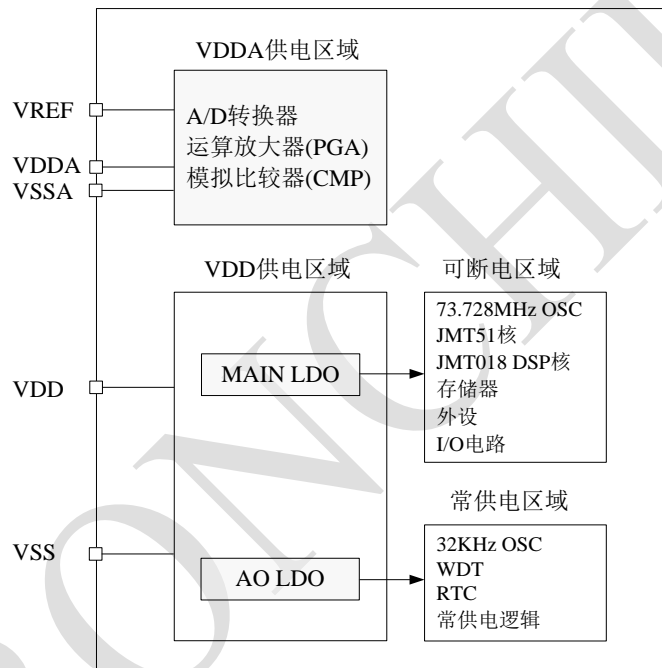 VDDA供电区域
VREF
VDDA
VSSA
A/D转换器
运算放大器(PGA)
模拟比较器(CMP)
VDD供电区域
可断电区域
VDD
MAIN LDO
73.728MHz OSC
JMT51核
JMT018 DSP核
存储器
外设
I/O电路
常供电区域
VSS
AO LDO
32KHz OSC
WDT
RTC
常供电逻辑